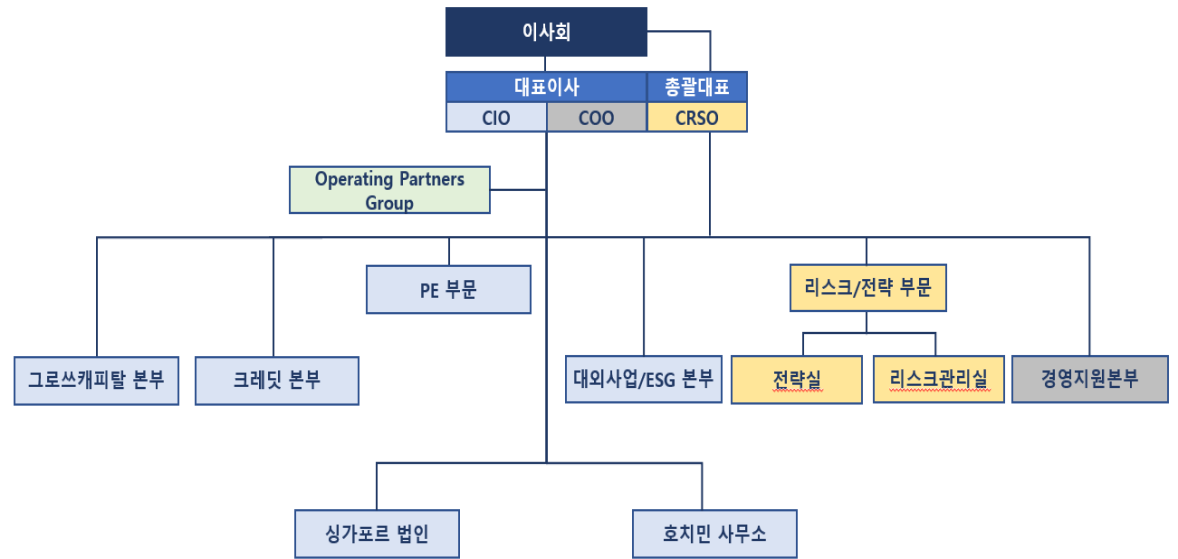 이사회
대표이사 총괄대표
CIO COO CRSO
Operating Partners
Group
PE 부문
리스크/전략 부문
그로쓰캐피탈 본부
크레딧 본부
대외사업/ESG 본부
전략실
리스크관리실
경영지원본부
싱가포르 법인
호치민 사무소